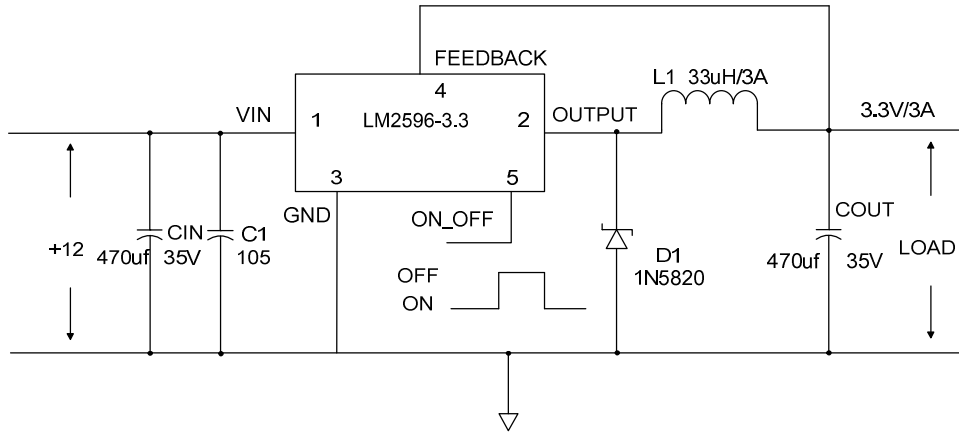 FEEDBACK
L1 33uH/3A
4
VIN
1
LM2596-3.3
2
OUTPUT
3.3V/3A
3
5
GND
ON_OFF
COUT
+12
CIN
470uf 35V
C1
105
D1
1N5820
470uf 35V
LOAD
OFF
ON